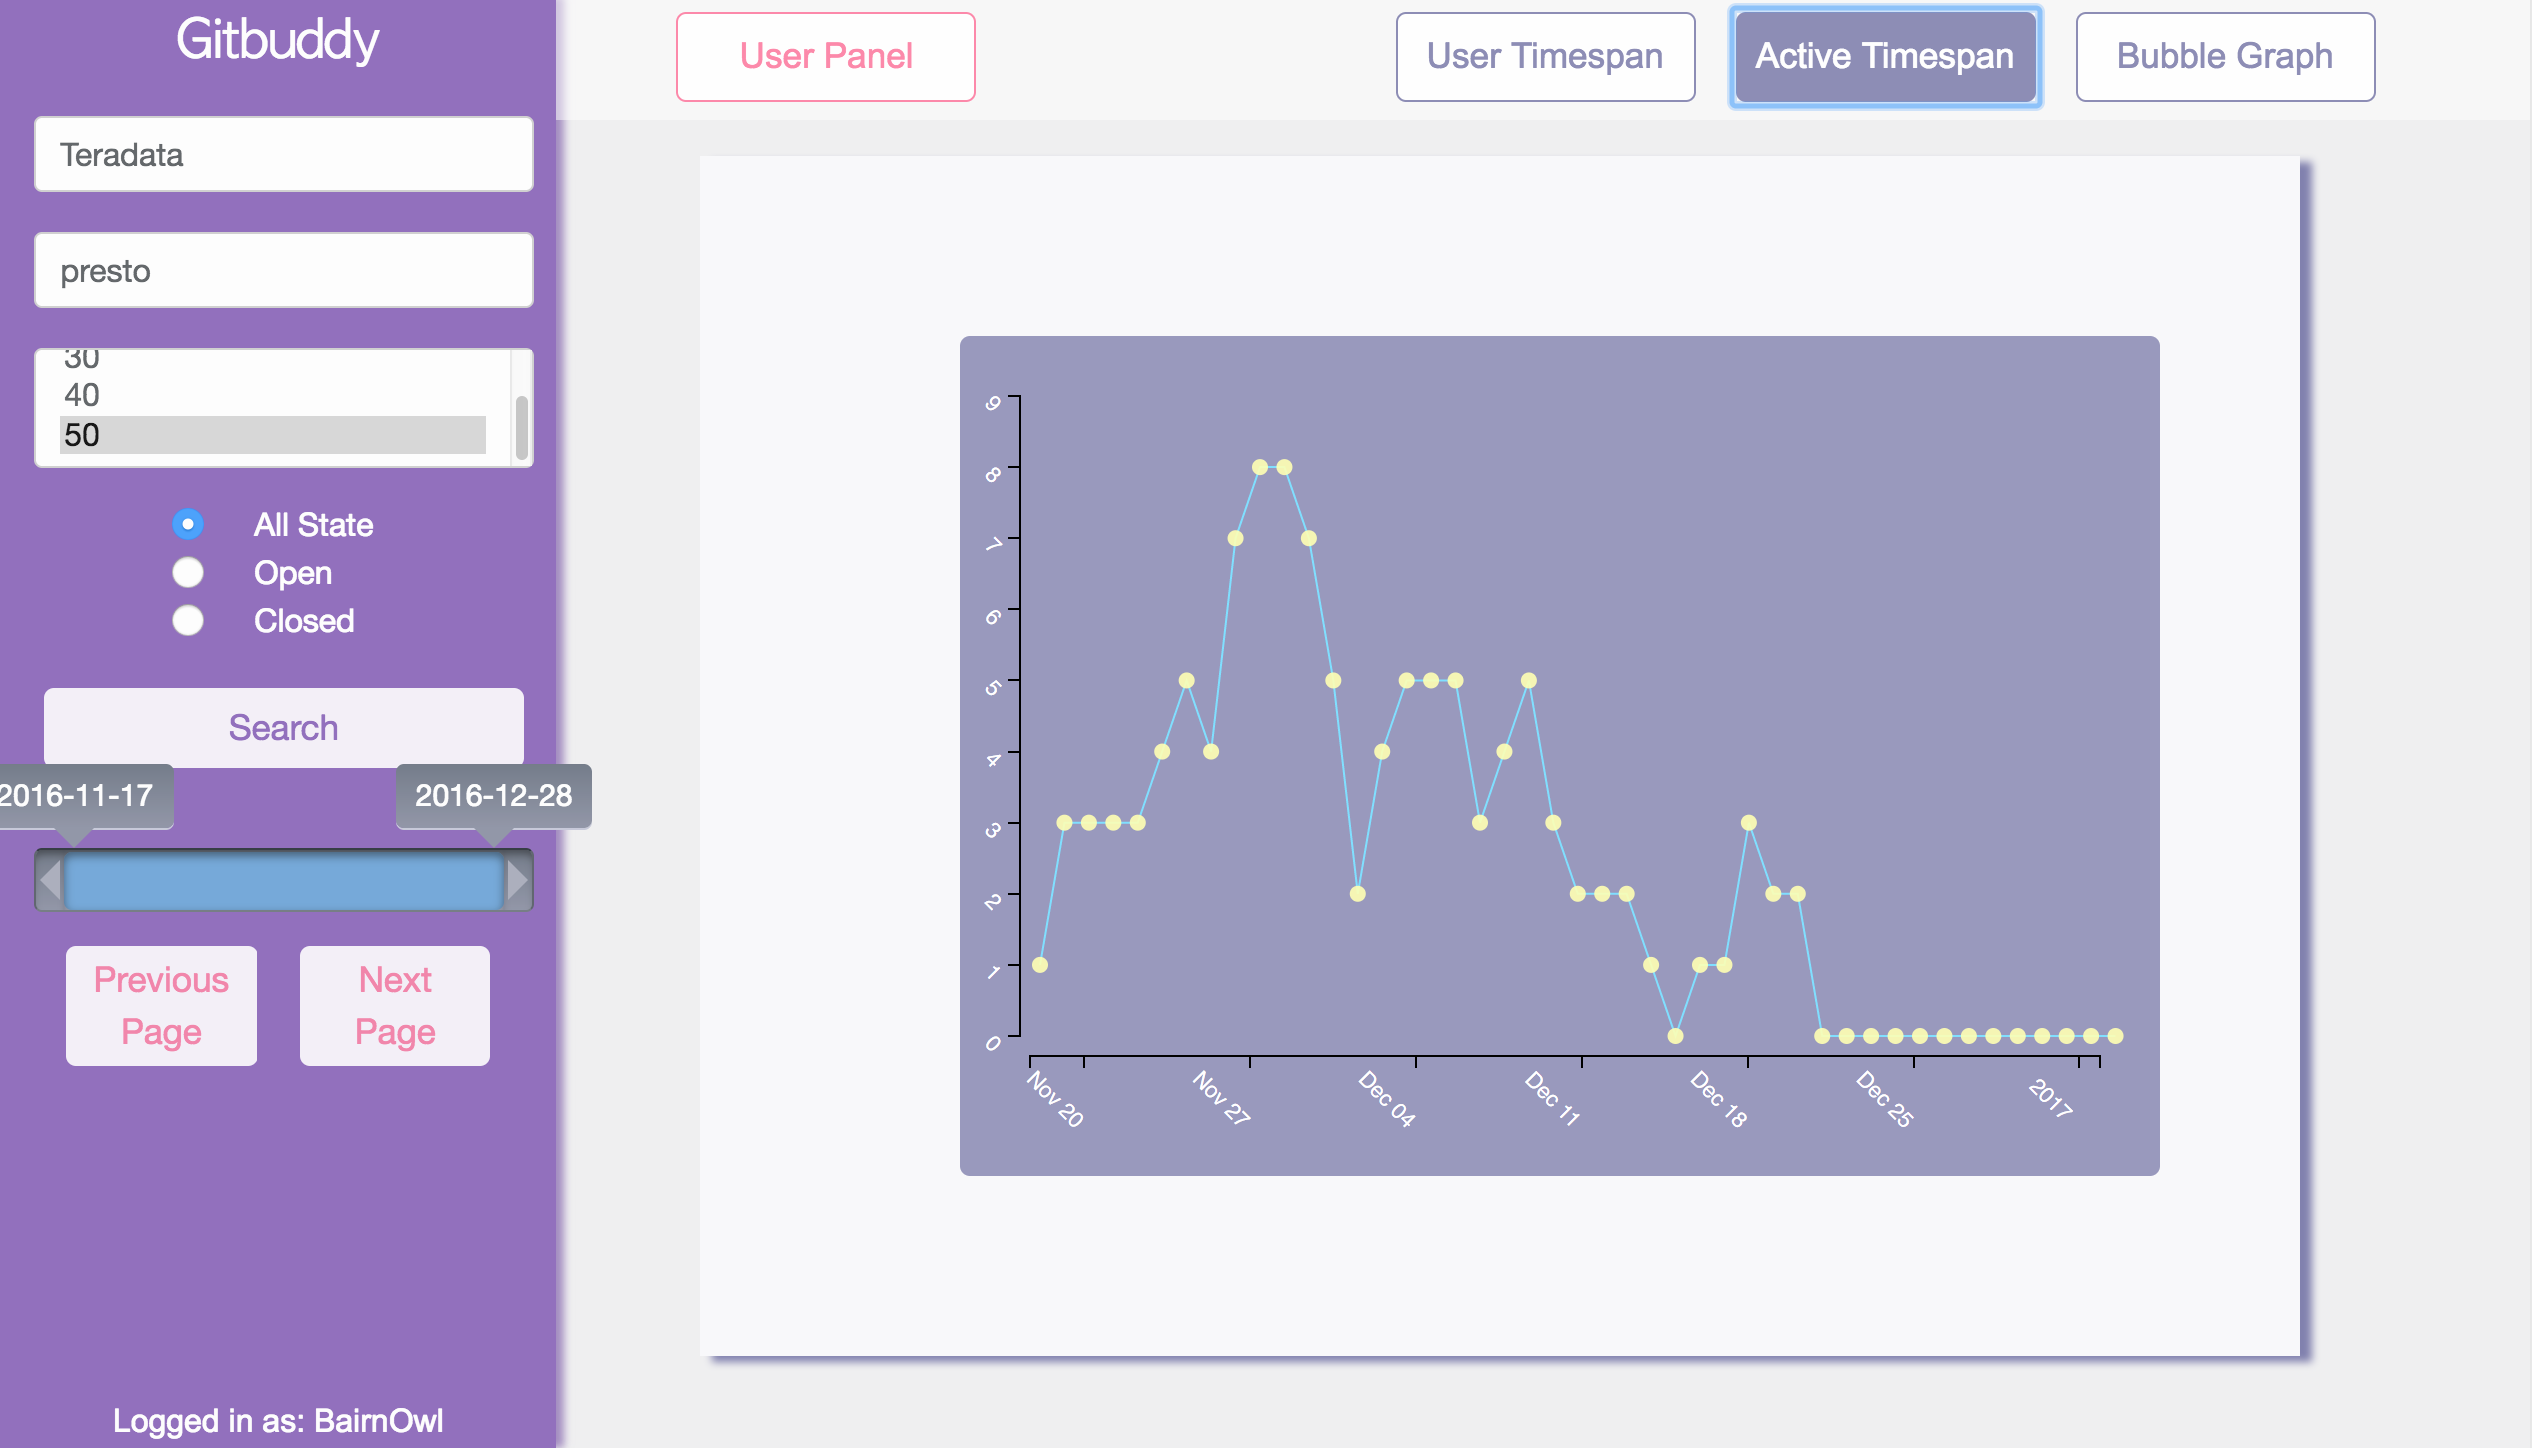 Gitbuddy
Teradata
presto
30
40
50
All State
Open
Closed
Search
2016-11-17
2016-12-28
Previous
Page
Next
Page
Logged in as: BairnOwl
User Panel
User Timespan
Active Timespan
Bubble Graph
9
8
7
6
5
4
3
2
1
0
Nov 20
Nov 27
Dec 04
Dec 11
Dec 18
Dec 25
2017